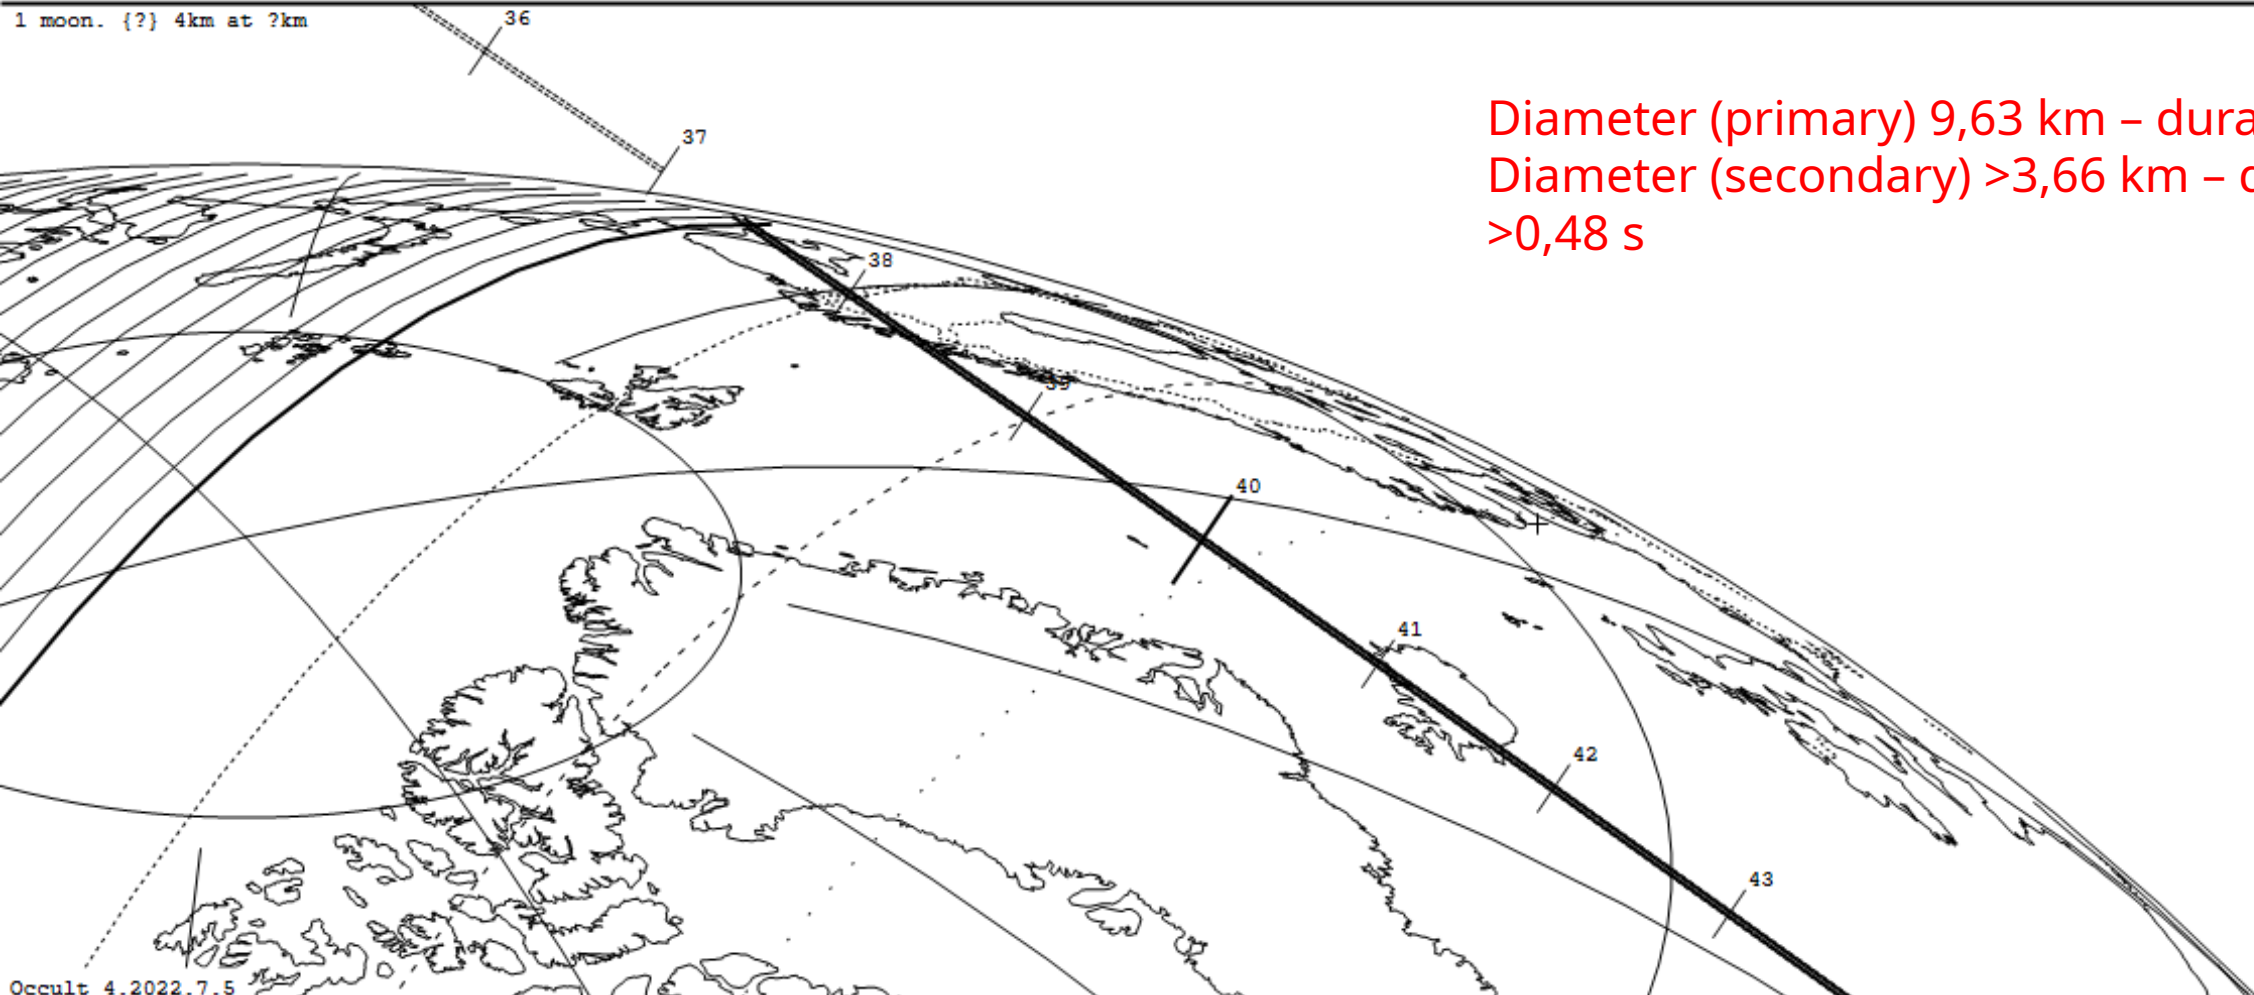 1 moon. {?} 4km at ?km
36
37
Diameter (primary) 9,63 km – dura
Diameter (secondary) >3,66 km – d
>0,48 s
38
39
40
41
42
43
Occult 4.2022.7.5